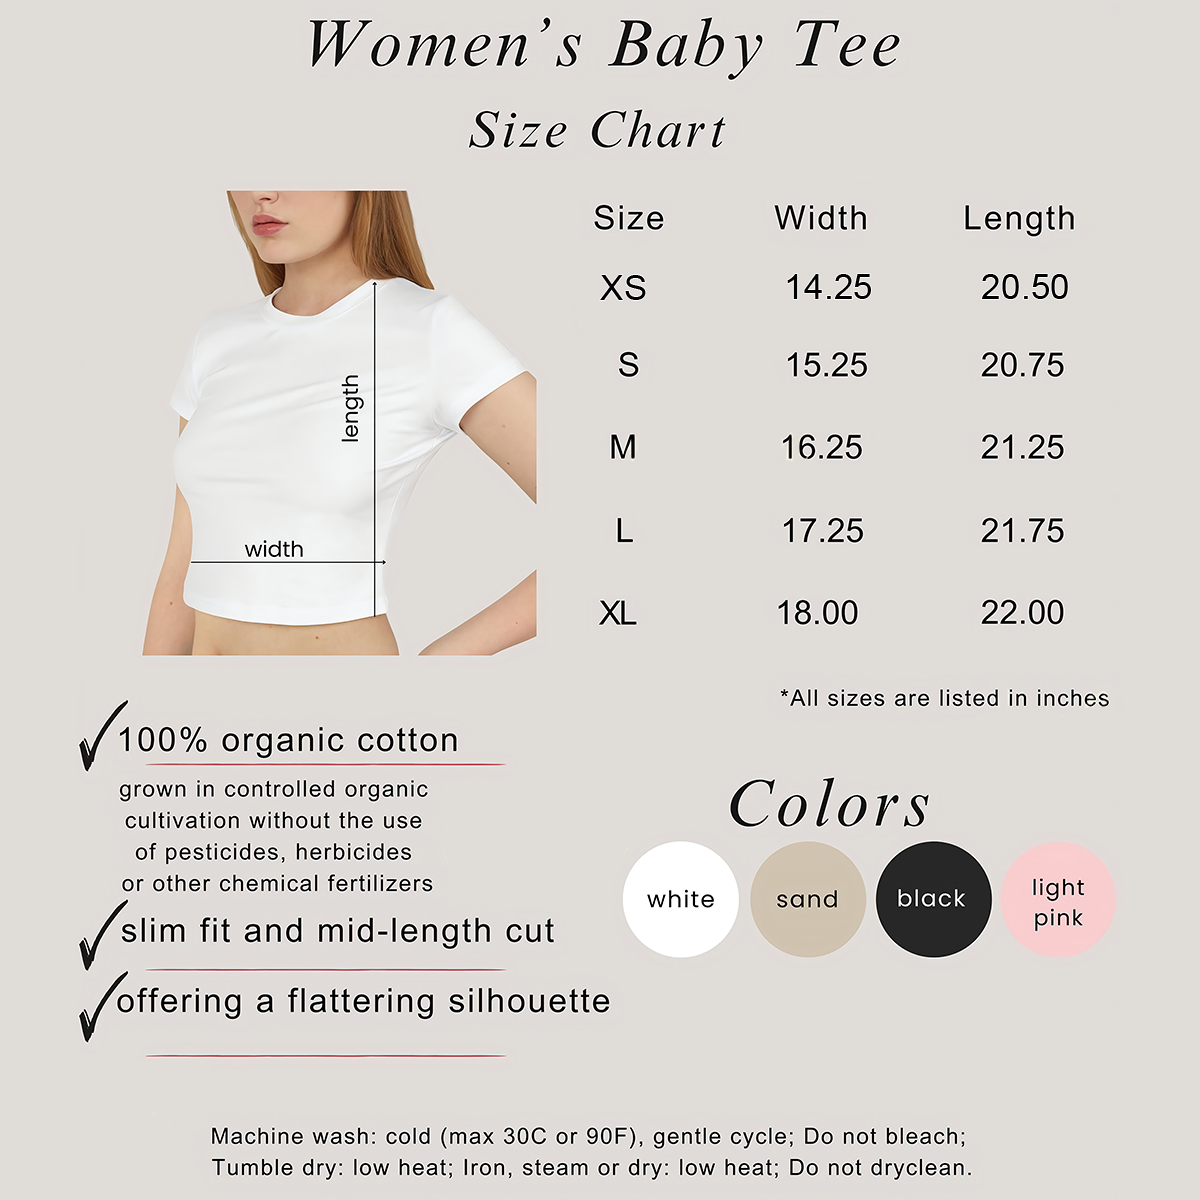 Women's Baby Tee
Size Chart
Size Width Length
XS 14.25 20.50
S 15.25 20.75
M 16.25 21.25
L 17.25 21.75
XL 18.00 22.00
length
width
*All sizes are listed in inches
100% organic cotton
grown in controlled organic
cultivation without the use
of pesticides, herbicides
or other chemical fertilizers
slim fit and mid-length cut
offering a flattering silhouette
Colors
white
sand
black
light
pink
Machine wash: cold (max 30C or 90F), gentle cycle; Do not bleach;
Tumble dry: low heat; Iron, steam or dry: low heat; Do not dryclean.